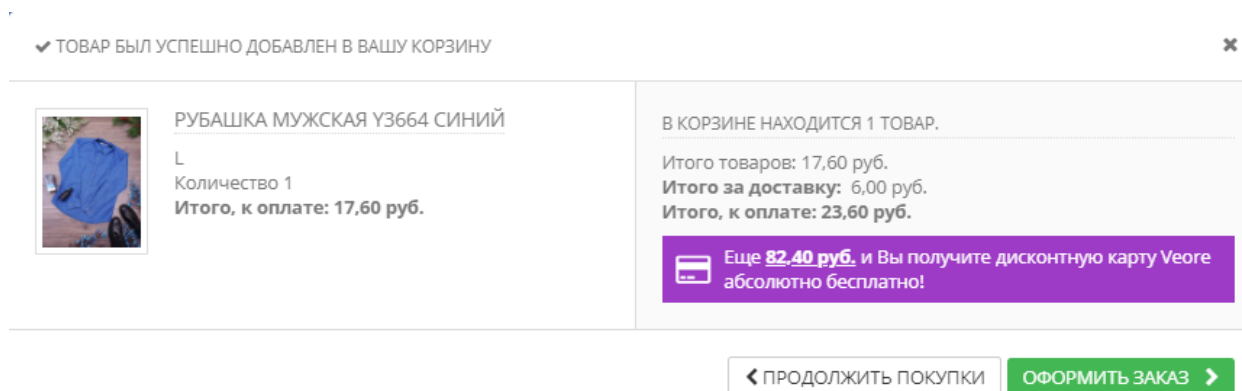 ТОВАР БЫЛ УСПЕШНО ДОБАВЛЕН В ВАШУ КОРЗИНУ
РУБАШКА МУЖСКАЯ Y3664 СИНИЙ
L
Количество 1
Итого, к оплате: 17,60 руб.
В КОРЗИНЕ НАХОДИТСЯ 1 ТОВАР.
Итого товаров: 17,60 руб.
Итого за доставку: 6,00 руб.
Итого, к оплате: 23,60 руб.
Еще 82,40 руб. и Вы получите дисконтную карту Veore
абсолютно бесплатно!
ПРОДОЛЖИТЬ ПОКУПКИ
ОФОРМИТЬ ЗАКАЗ